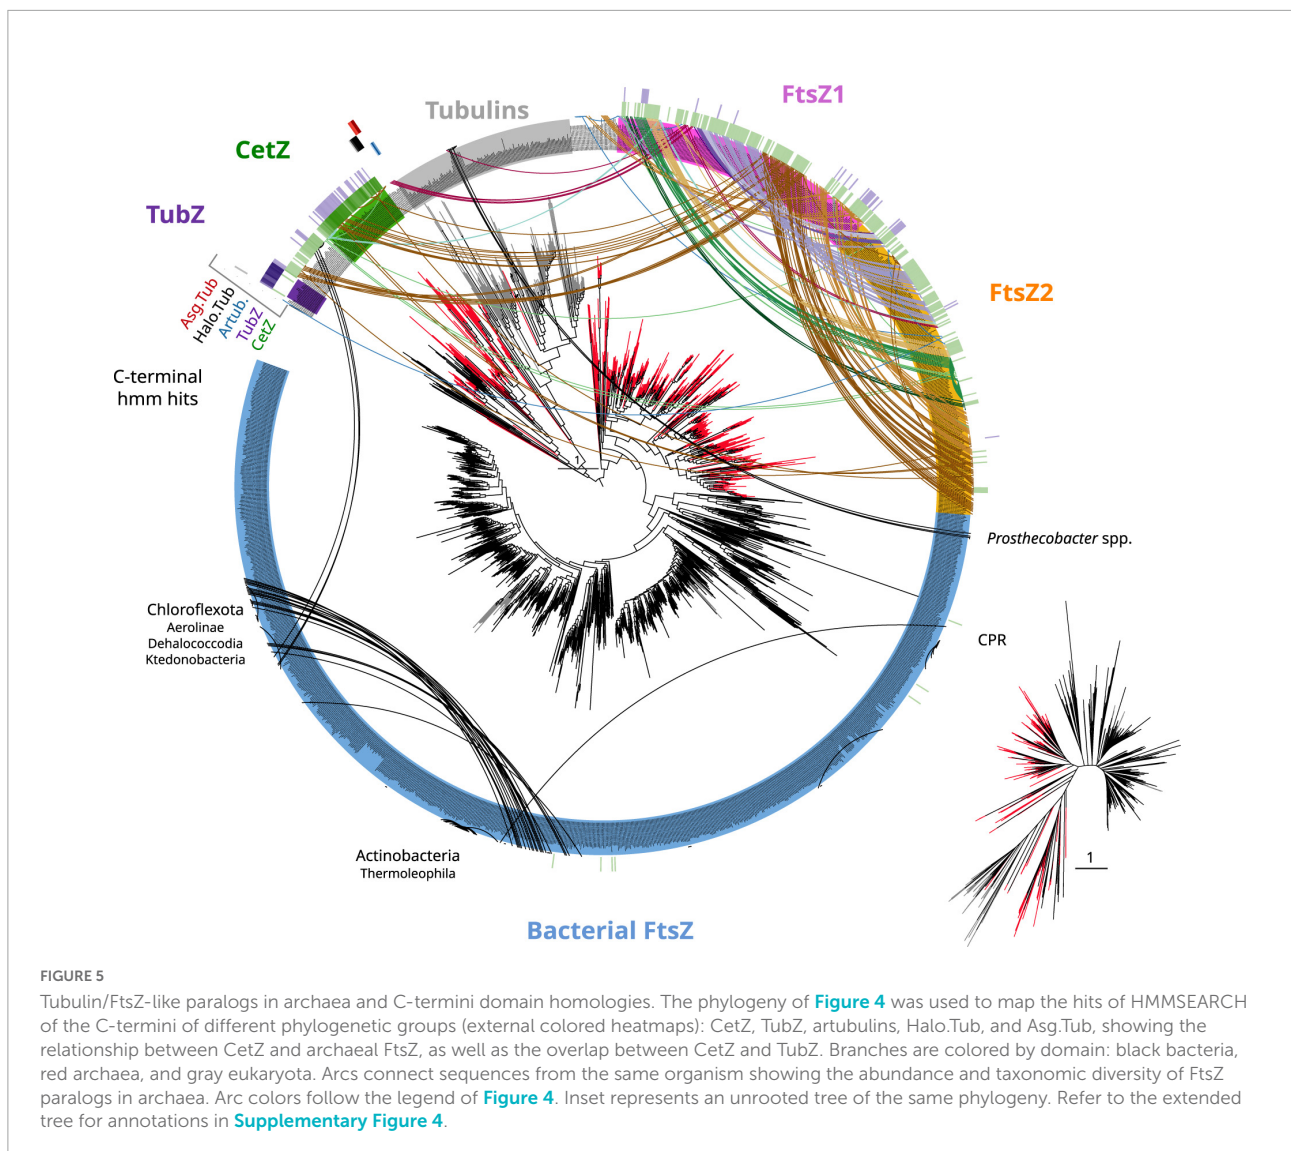 FtsZ1
Tubulins
CetZ
TubZ
FtsZ2
Asg.Tub
Halo.Tub
Artub.
TubZ
CetZ
C-terminal
hmm hits
1
Prosthecobacter spp.
Chloroflexota
Aerolinae
Dehalococcodia
Ktedonobacteria
CPR
Actinobacteria
Thermoleophila
1
Bacterial FtsZ
FIGURE 5
Tubulin/FtsZ-like paralogs in archaea and C-termini domain homologies. The phylogeny of Figure 4 was used to map the hits of HMMSEARCH
of the C-termini of different phylogenetic groups (external colored heatmaps): CetZ, TubZ, artubulins, Halo.Tub, and Asg.Tub, showing the
relationship between CetZ and archaeal FtsZ, as well as the overlap between CetZ and TubZ. Branches are colored by domain: black bacteria,
red archaea, and gray eukaryota. Arcs connect sequences from the same organism showing the abundance and taxonomic diversity of FtsZ
paralogs in archaea. Arc colors follow the legend of Figure 4. Inset represents an unrooted tree of the same phylogeny. Refer to the extended
tree for annotations in Supplementary Figure 4.